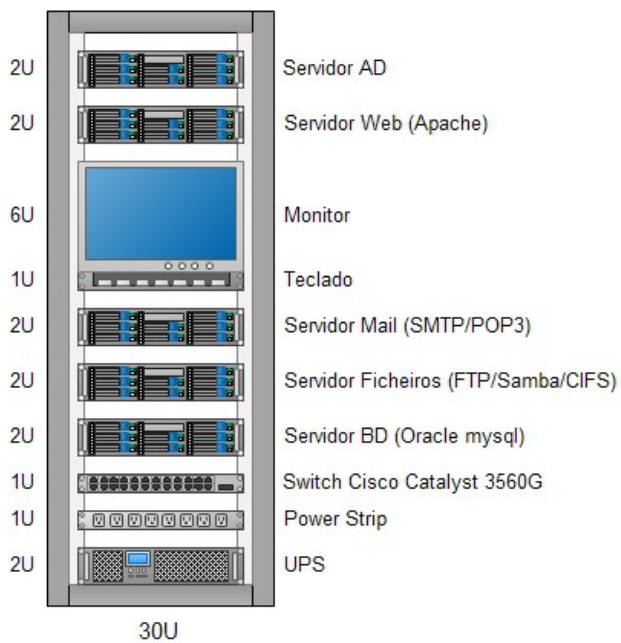 2U Servidor AD
2U Servidor Web (Apache)
6U Monitor
1U Teclado
2U Servidor Mail (SMTP/POP3)
2U Servidor Ficheiros (FTP/Samba/CIFS)
2U Servidor BD (Oracle mysql)
1U Switch Cisco Catalyst 3560G
1U Power Strip
2U UPS
30U